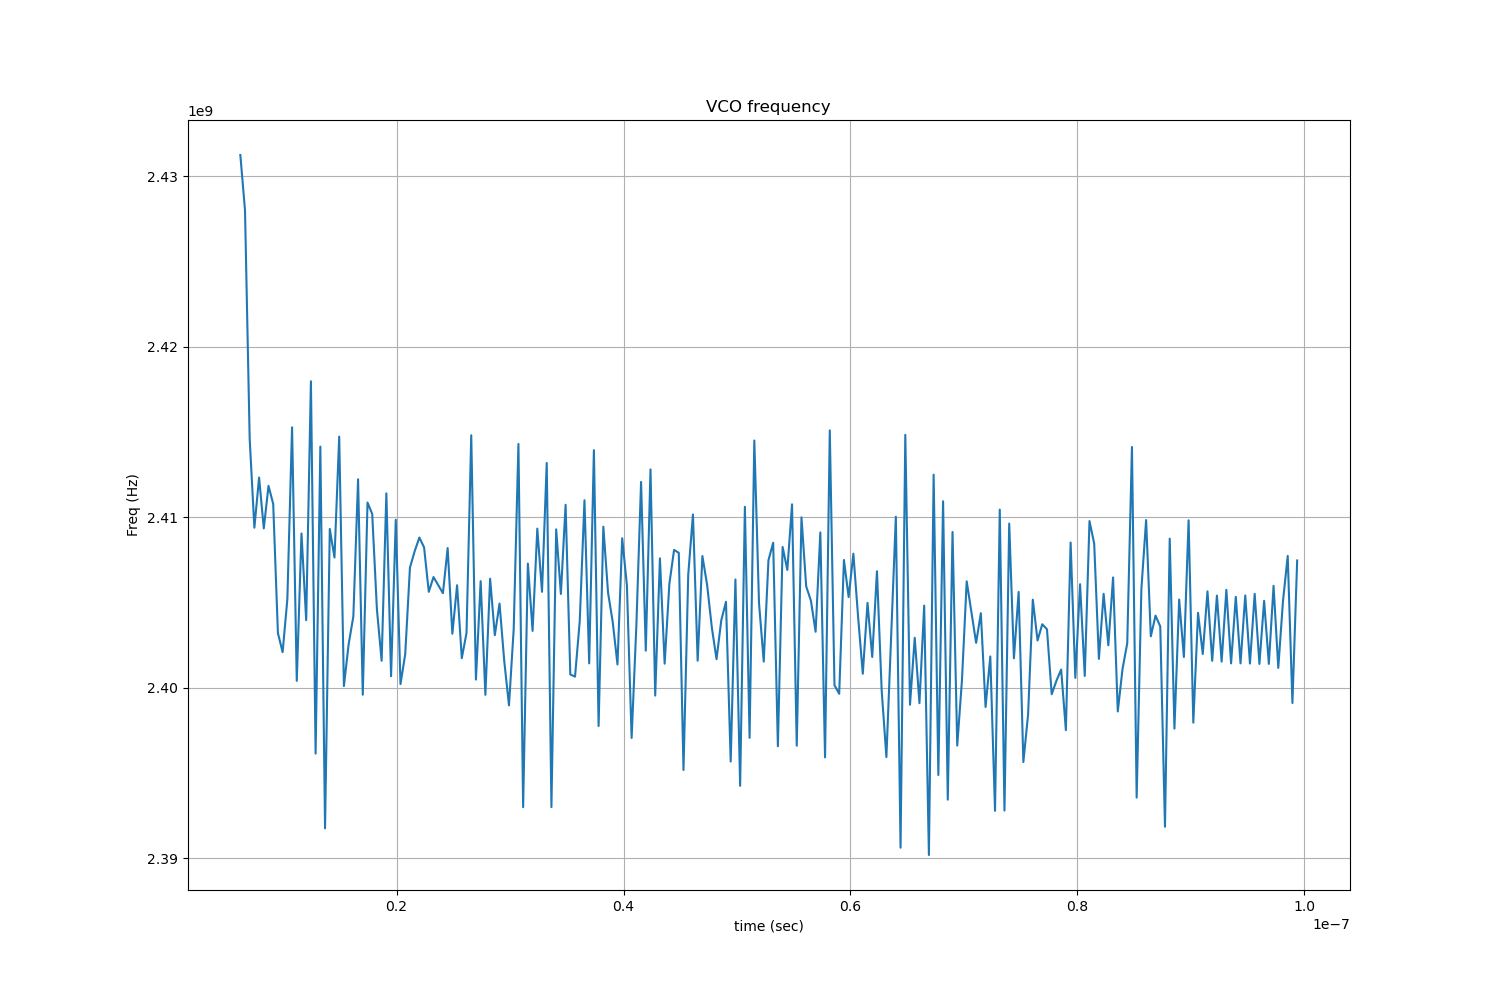 VCO frequency
1e9
2.43
2.42
2.41
2.40
2.39
Freq (Hz)
0.2 0.4 0.6 0.8 1.0
time (sec)
1e−7